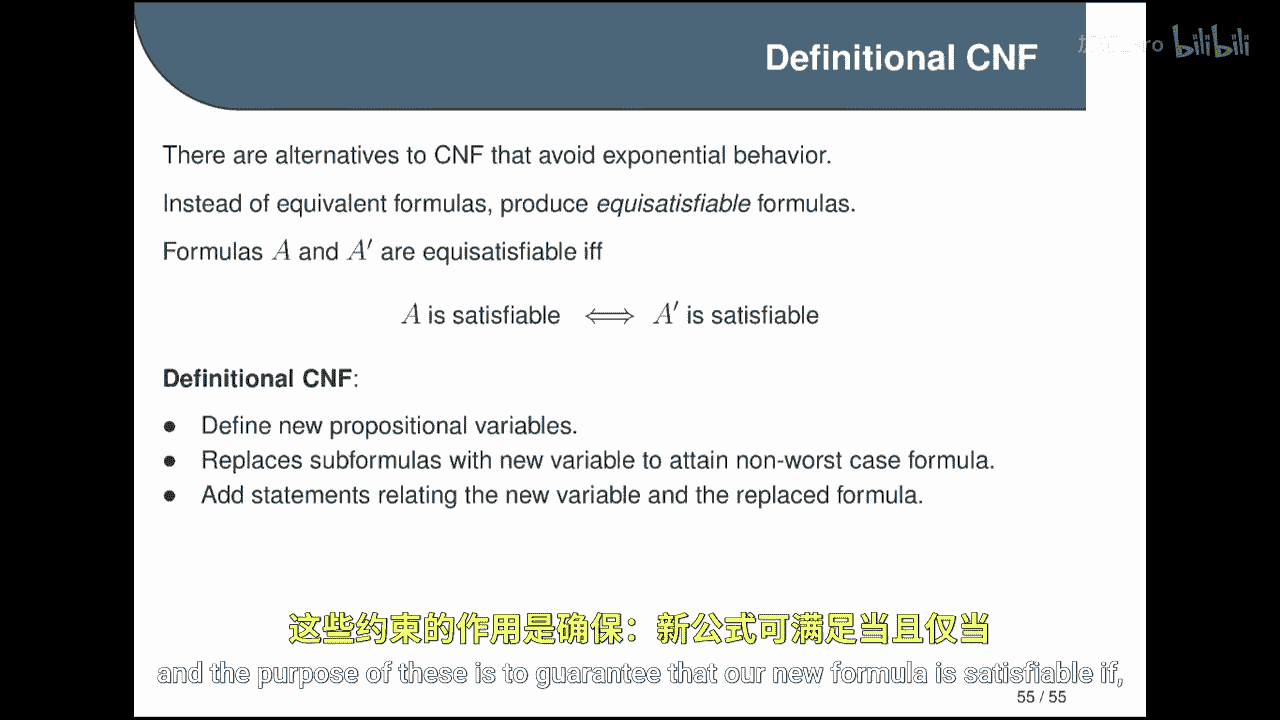 Definitional CNF
bilibili
There are alternatives to CNF that avoid exponential behavior.
Instead of equivalent formulas, produce equisatisfiable formulas.
Formulas A and A′ are equisatisfiable iff
A is satisfiable ⟺ A′ is satisfiable
Definitional CNF:
● Define new propositional variables.
● Replaces subformulas with new variable to attain non-worst case formula.
● Add statements relating the new variable and the replaced formula.
这些约束的作用是确保：新公式可满足当且仅当
and the purpose of these is to guarantee that our new formula is satisfiable if,
55 / 55